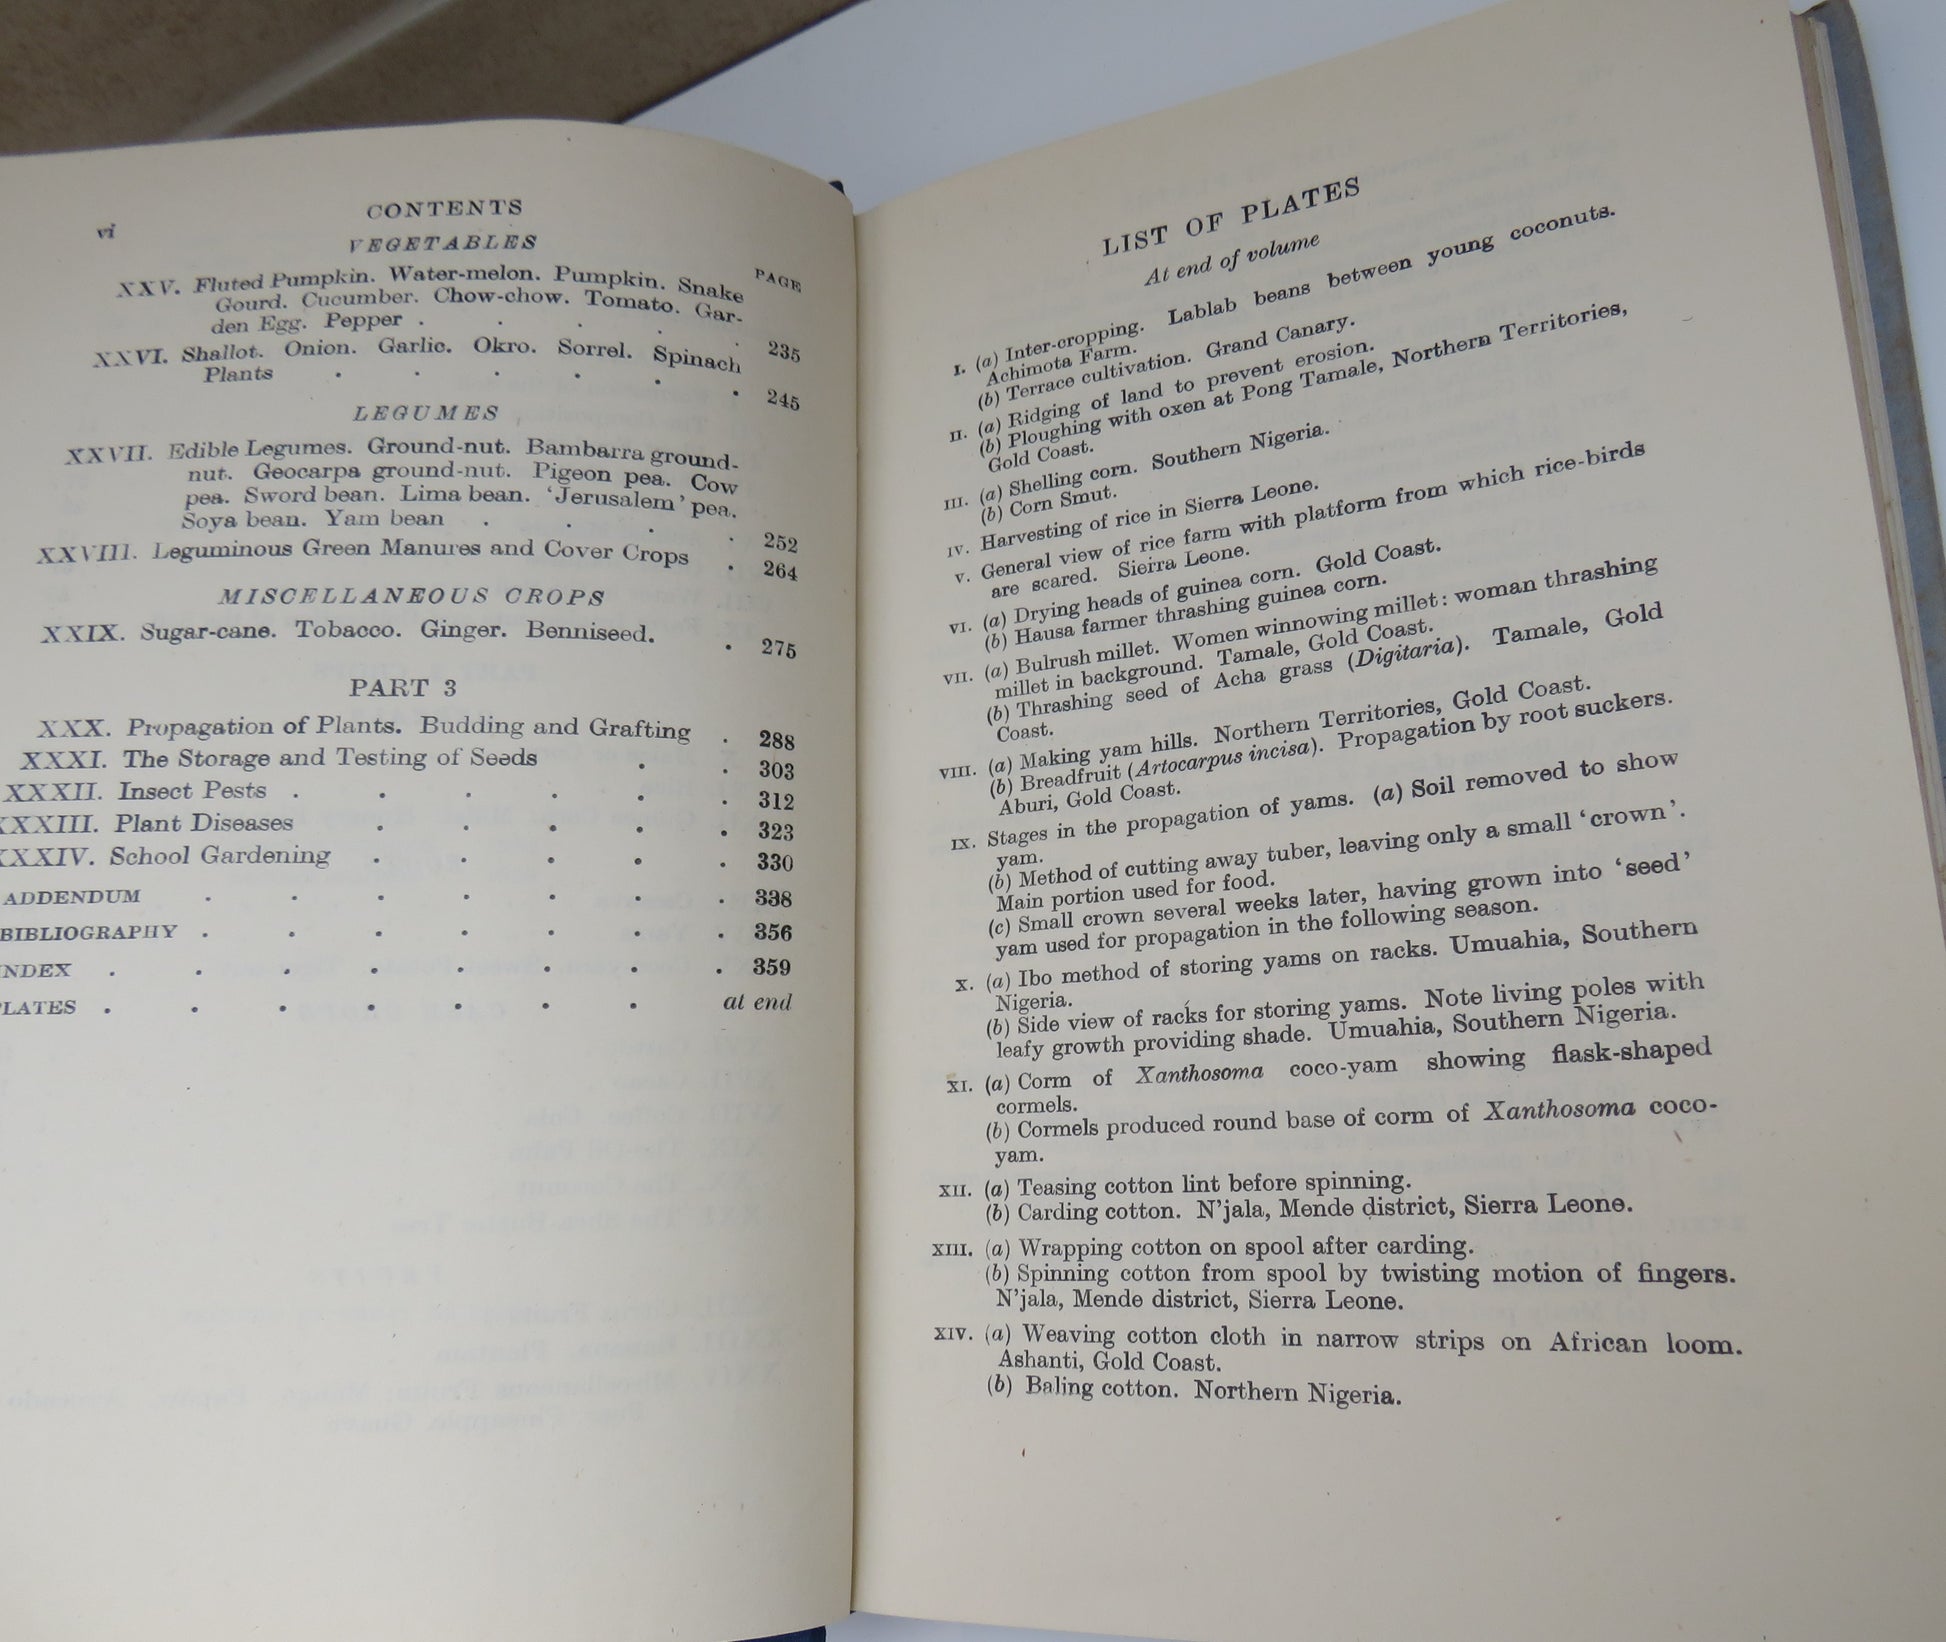 vi
CONTENTS
VEGETABLES
PAGE
XXV. Fluted Pumpkin. Water-melon. Pumpkin. Snake
Gourd. Cucumber. Chow-chow. Tomato. Gar-
den Egg. Pepper . . . . . 235
XXVI. Shallot. Onion. Garlic. Okro. Sorrel. Spinach
Plants . . . . . . 245
LEGUMES
XXVII. Edible Legumes. Ground-nut. Bambarra ground-
nut. Geocarpa ground-nut. Pigeon pea. Cow
pea. Sword bean. Lima bean. 'Jerusalem' pea.
Soya bean. Yam bean . . . . 252
XXVIII. Leguminous Green Manures and Cover Crops . 264
MISCELLANEOUS CROPS
XXIX. Sugar-cane. Tobacco. Ginger. Benniseed. . 275
PART 3
XXX. Propagation of Plants. Budding and Grafting . 288
XXXI. The Storage and Testing of Seeds . . 303
XXXII. Insect Pests . . . . . . 312
XXXIII. Plant Diseases . . . . . 323
XXXIV. School Gardening . . . . . 330
ADDENDUM . . . . . . . 338
BIBLIOGRAPHY . . . . . . . 356
INDEX . . . . . . . . 359
PLATES . . . . . . . at end
LIST OF PLATES
At end of volume
I. (a) Inter-cropping. Lablab beans between young coconuts.
Achimota Farm.
(b) Terrace cultivation. Grand Canary.
II. (a) Ridging of land to prevent erosion.
(b) Ploughing with oxen at Pong Tamale, Northern Territories,
Gold Coast.
III. (a) Shelling corn. Southern Nigeria.
(b) Corn Smut.
IV. Harvesting of rice in Sierra Leone.
V. General view of rice farm with platform from which rice-birds
are scared. Sierra Leone.
VI. (a) Drying heads of guinea corn. Gold Coast.
(b) Hausa farmer thrashing guinea corn.
VII. (a) Bulrush millet. Women winnowing millet: woman thrashing
millet in background. Tamale, Gold Coast.
(b) Thrashing seed of Acha grass (Digitaria). Tamale, Gold
Coast.
VIII. (a) Making yam hills. Northern Territories, Gold Coast.
(b) Breadfruit (Artocarpus incisa). Propagation by root suckers.
Aburi, Gold Coast.
IX. Stages in the propagation of yams. (a) Soil removed to show
yam.
(b) Method of cutting away tuber, leaving only a small 'crown'.
Main portion used for food.
(c) Small crown several weeks later, having grown into 'seed'
yam used for propagation in the following season.
X. (a) Ibo method of storing yams on racks. Umuahia, Southern
Nigeria.
(b) Side view of racks for storing yams. Note living poles with
leafy growth providing shade. Umuahia, Southern Nigeria.
XI. (a) Corm of Xanthosoma coco-yam showing flask-shaped
cormels.
(b) Cormels produced round base of corm of Xanthosoma coco-
yam.
XII. (a) Teasing cotton lint before spinning.
(b) Carding cotton. N'jala, Mende district, Sierra Leone.
XIII. (a) Wrapping cotton on spool after carding.
(b) Spinning cotton from spool by twisting motion of fingers.
N'jala, Mende district, Sierra Leone.
XIV. (a) Weaving cotton cloth in narrow strips on African loom.
Ashanti, Gold Coast.
(b) Baling cotton. Northern Nigeria.